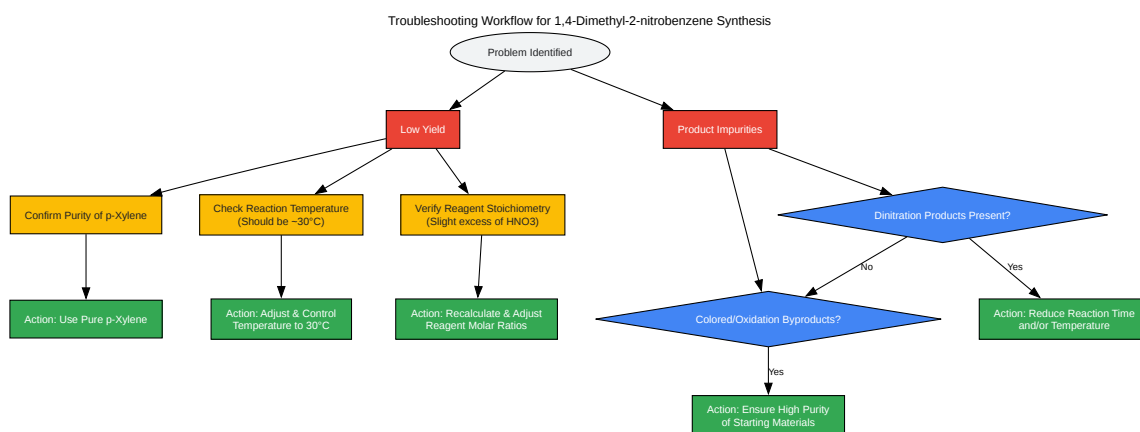 Troubleshooting Workflow for 1,4-Dimethyl-2-nitrobenzene Synthesis
Problem Identified
Low Yield
Product Impurities
Confirm Purity of p-Xylene
Check Reaction Temperature
(Should be ~30°C)
Verify Reagent Stoichiometry
(Slight excess of HNO3)
Dinitration Products Present?
No
Yes
Action: Use Pure p-Xylene
Action: Adjust & Control
Temperature to 30°C
Action: Recalculate & Adjust
Reagent Molar Ratios
Colored/Oxidation Byproducts?
Action: Reduce Reaction Time
and/or Temperature
Yes
Action: Ensure High Purity
of Starting Materials